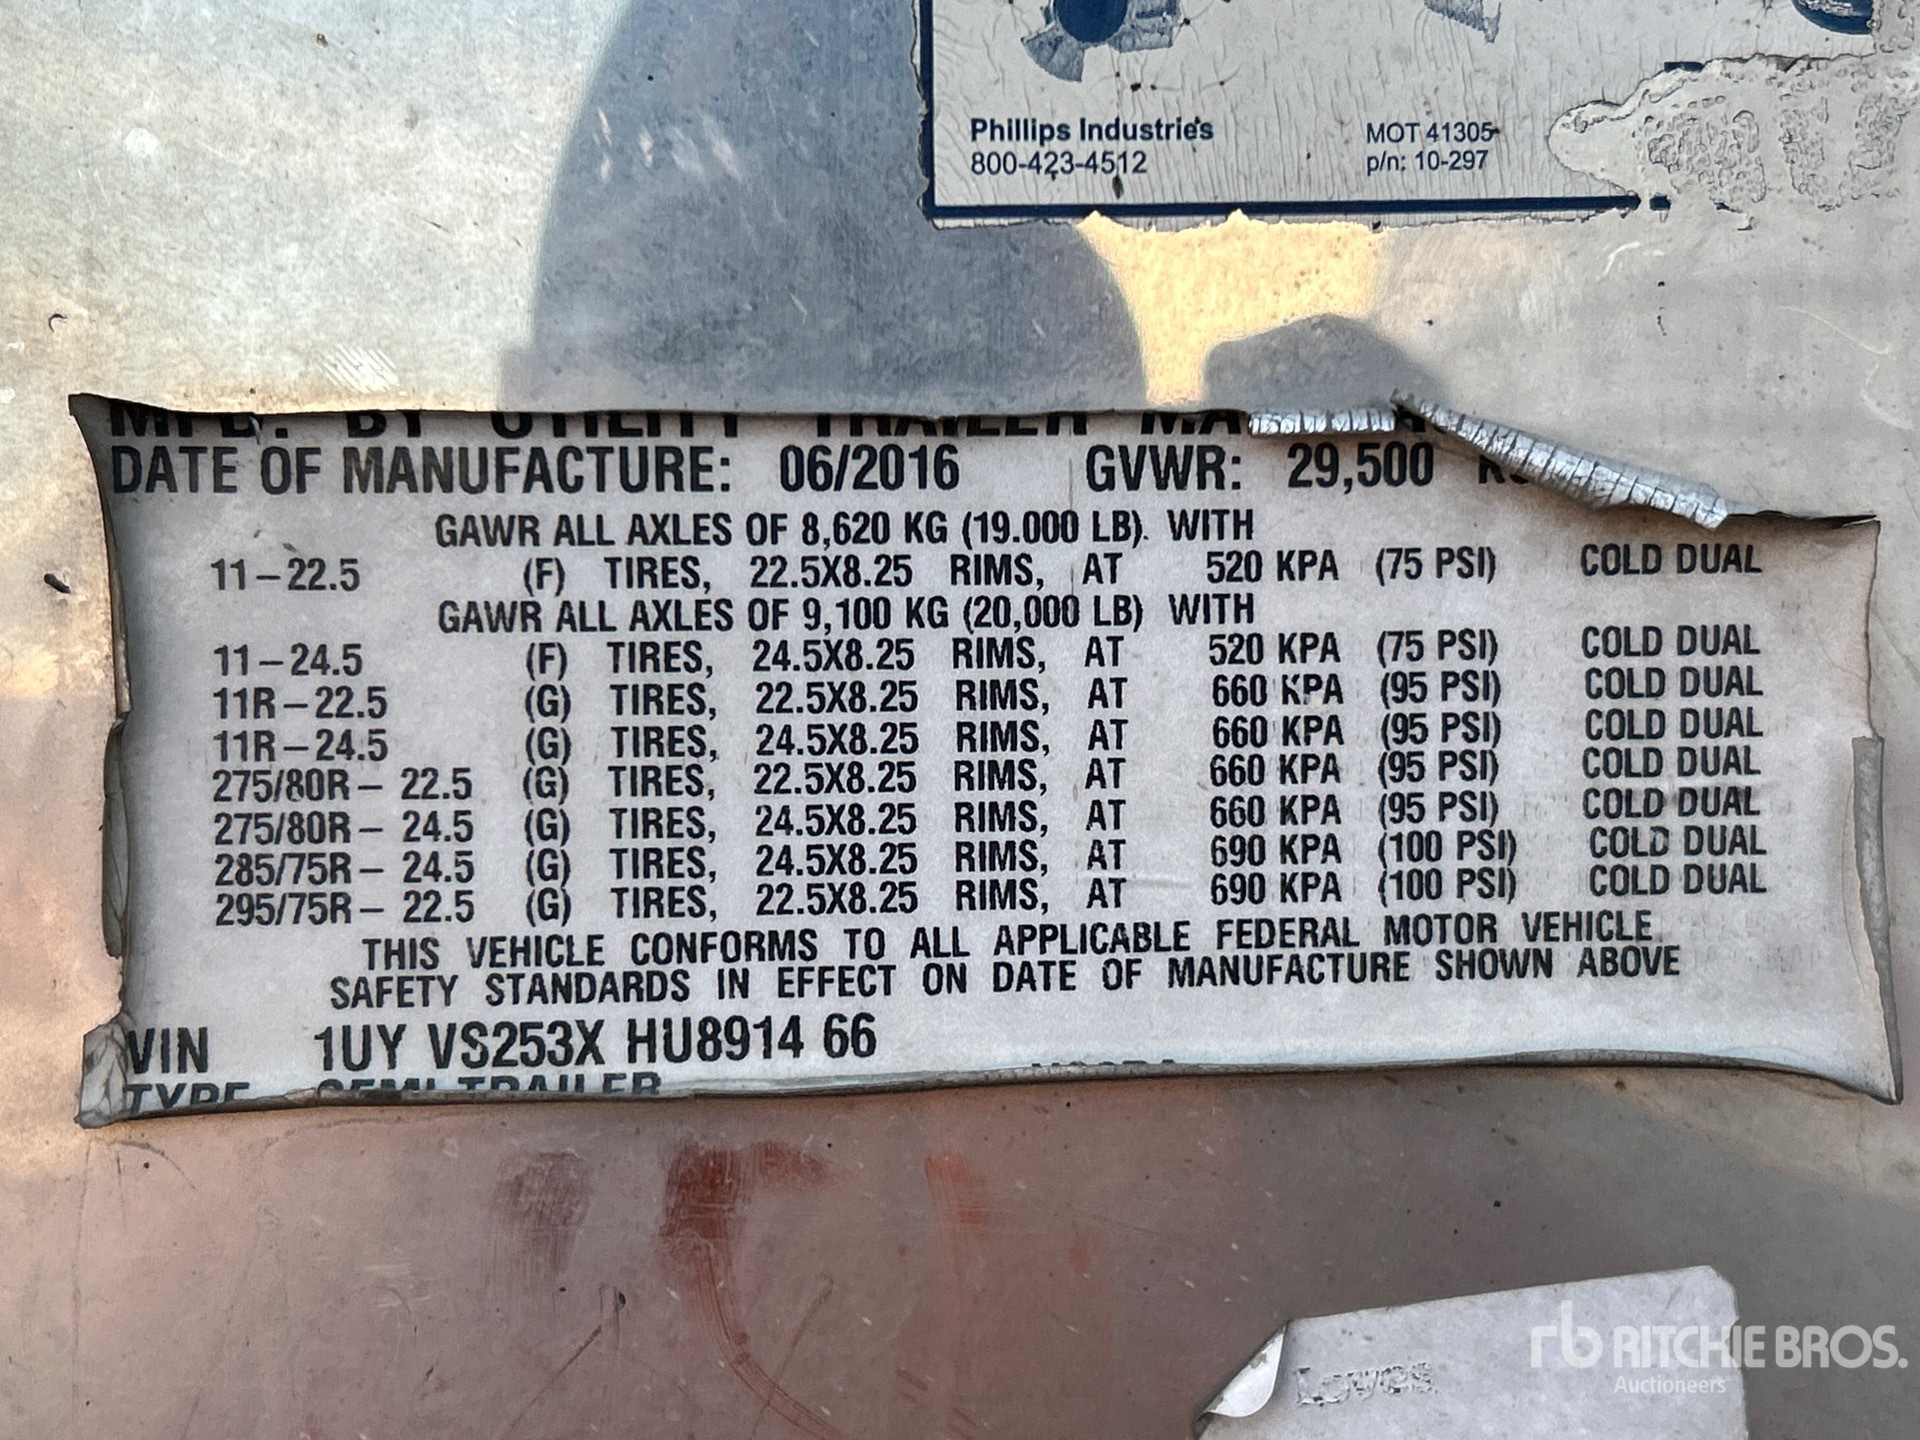 Phillips Industries
800-423-4512
MOT 41305
p/n: 10-297
MFD. BY UTILITY TRAILER
DATE OF MANUFACTURE: 06/2016 GVWR: 29,500
GAWR ALL AXLES OF 8,620 KG (19.000 LB). WITH
11-22.5 (F) TIRES, 22.5X8.25 RIMS, AT 520 KPA (75 PSI) COLD DUAL
GAWR ALL AXLES OF 9,100 KG (20,000 LB) WITH
11-24.5 (F) TIRES, 24.5X8.25 RIMS, AT 520 KPA (75 PSI) COLD DUAL
11R-22.5 (G) TIRES, 22.5X8.25 RIMS, AT 660 KPA (95 PSI) COLD DUAL
11R-24.5 (G) TIRES, 24.5X8.25 RIMS, AT 660 KPA (95 PSI) COLD DUAL
275/80R- 22.5 (G) TIRES, 22.5X8.25 RIMS, AT 660 KPA (95 PSI) COLD DUAL
275/80R- 24.5 (G) TIRES, 24.5X8.25 RIMS, AT 660 KPA (95 PSI) COLD DUAL
285/75R- 24.5 (G) TIRES, 24.5X8.25 RIMS, AT 690 KPA (100 PSI) COLD DUAL
295/75R- 22.5 (G) TIRES, 22.5X8.25 RIMS, AT 690 KPA (100 PSI) COLD DUAL
THIS VEHICLE CONFORMS TO ALL APPLICABLE FEDERAL MOTOR VEHICLE
SAFETY STANDARDS IN EFFECT ON DATE OF MANUFACTURE SHOWN ABOVE
VIN 1UY VS253X HU8914 66
TYPE SEMI-TRAILER
Lowes
rb RITCHIE BROS.
Auctioneers